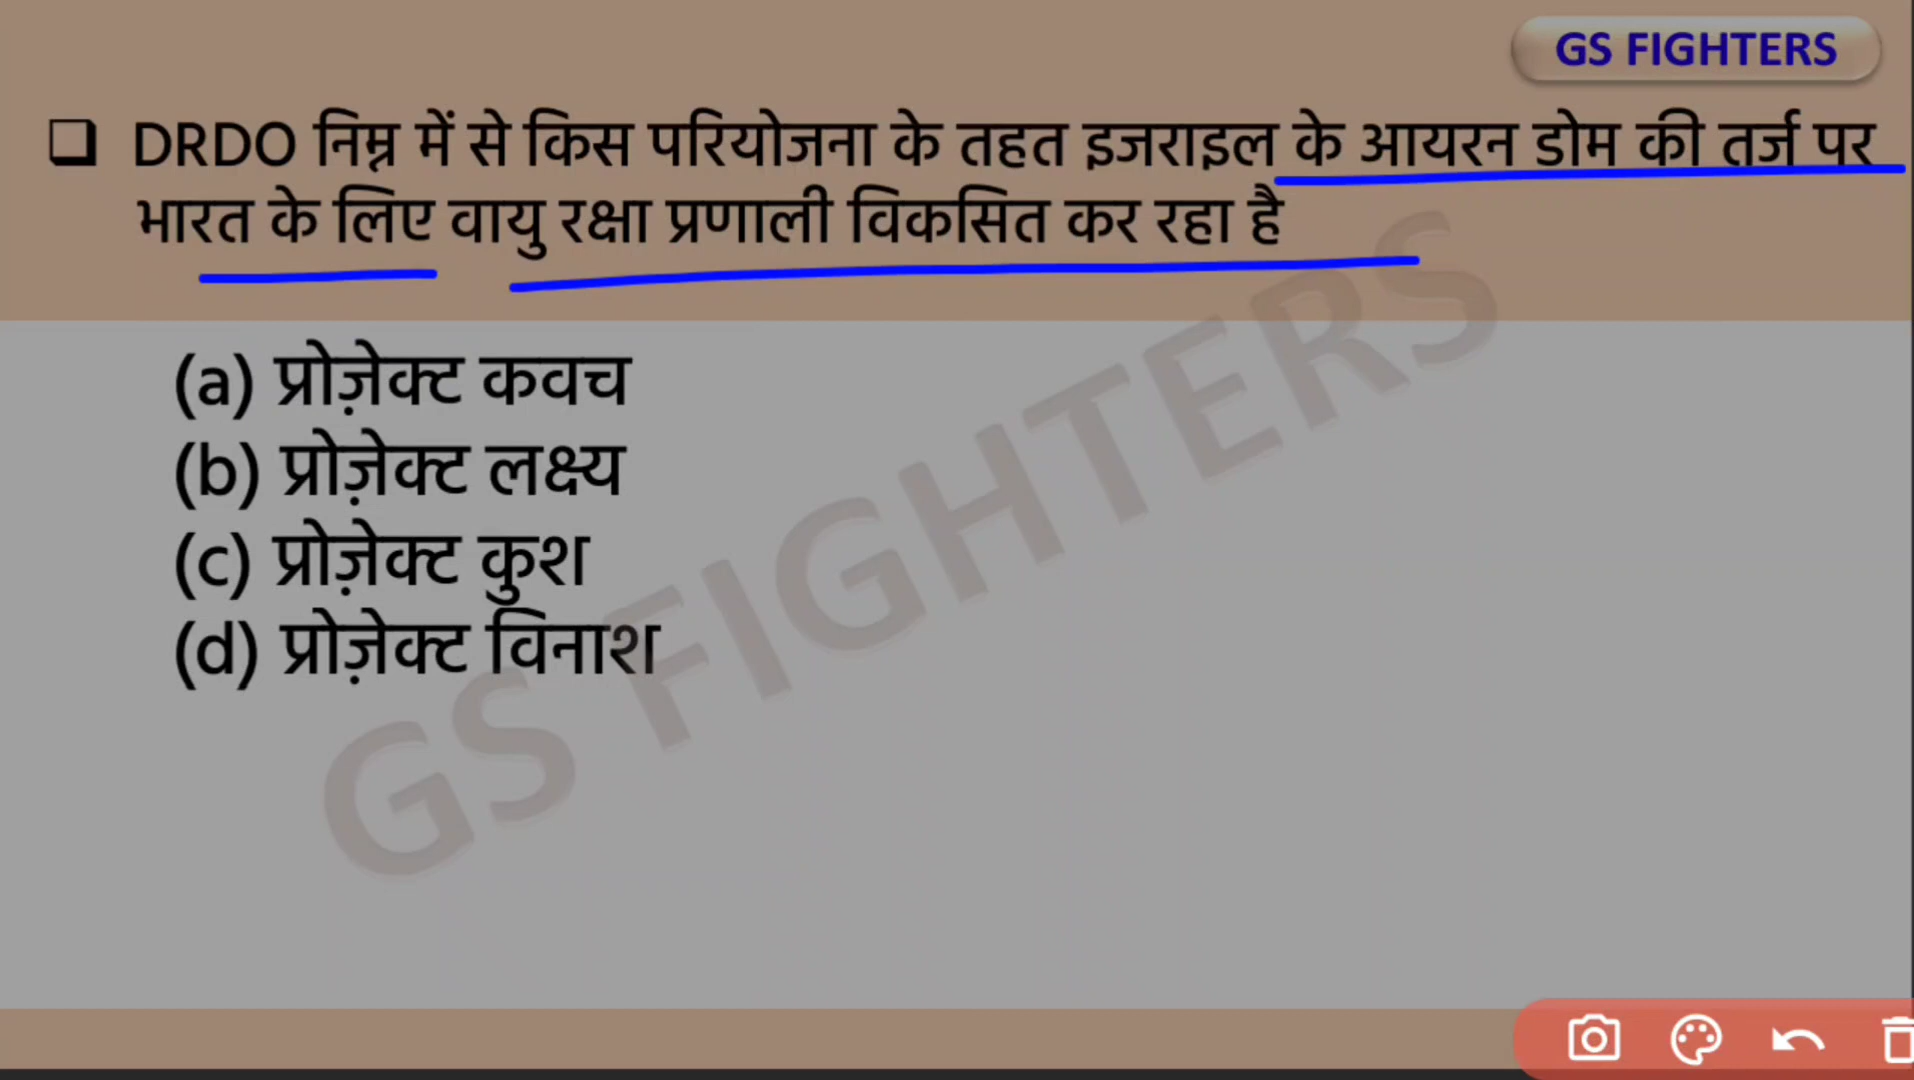 GS FIGHTERS
❑ DRDO निम्न में से किस परियोजना के तहत इजराइल के आयरन डोम की तर्ज पर
भारत के लिए वायु रक्षा प्रणाली विकसित कर रहा है
(a) प्रोज़ेक्ट कवच
(b) प्रोज़ेक्ट लक्ष्य
(c) प्रोज़ेक्ट कुश
(d) प्रोज़ेक्ट विनाश
GS FIGHTERS